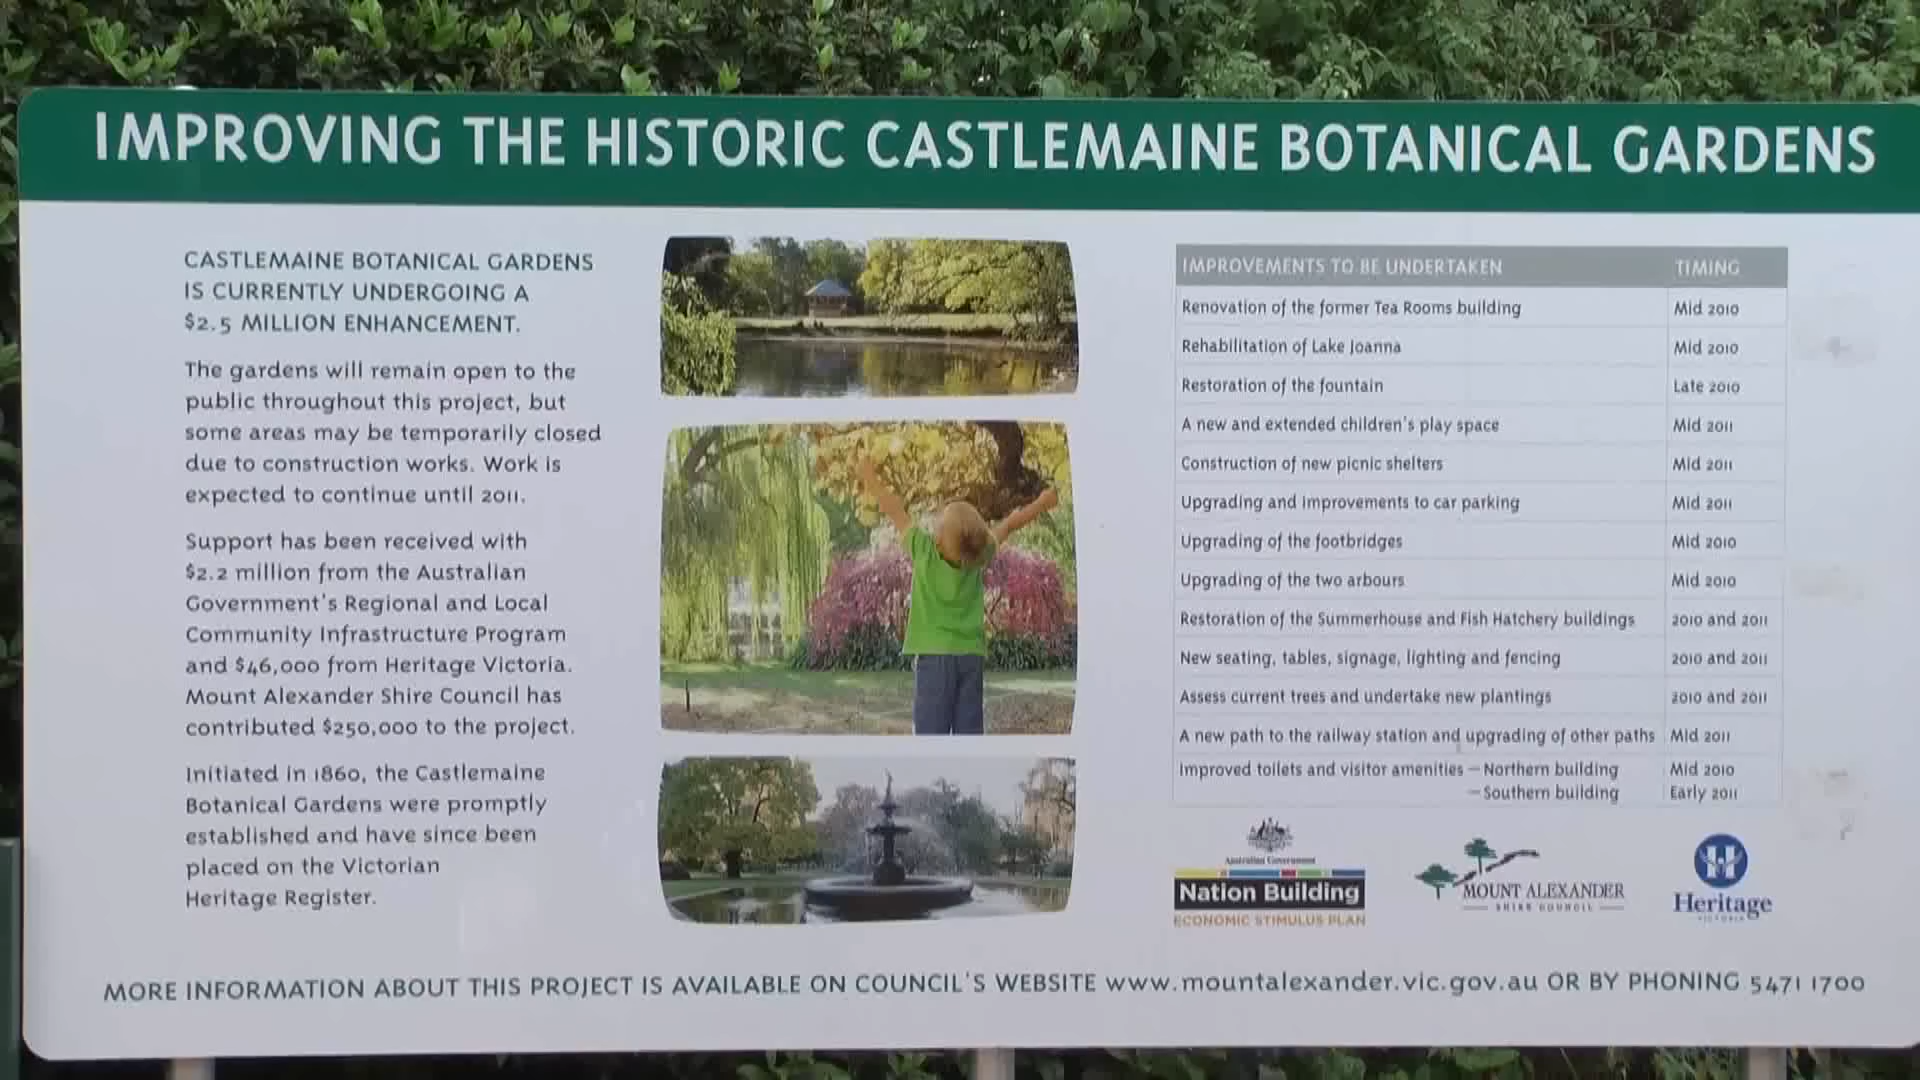 IMPROVING THE HISTORIC CASTLEMAINE BOTANICAL GARDENS
CASTLEMAINE BOTANICAL GARDENS
IS CURRENTLY UNDERGOING A
$2.5 MILLION ENHANCEMENT.
The gardens will remain open to the
public throughout this project, but
some areas may be temporarily closed
due to construction works. Work is
expected to continue until 2011.
Support has been received with
$2.2 million from the Australian
Government's Regional and Local
Community Infrastructure Program
and $46,000 from Heritage Victoria.
Mount Alexander Shire Council has
contributed $250,000 to the project.
Initiated in 1860, the Castlemaine
Botanical Gardens were promptly
established and have since been
placed on the Victorian
Heritage Register.
IMPROVEMENTS TO BE UNDERTAKEN TIMING
Renovation of the former Tea Rooms building Mid 2010
Rehabilitation of Lake Joanna Mid 2010
Restoration of the fountain Late 2010
A new and extended children's play space Mid 2011
Construction of new picnic shelters Mid 2011
Upgrading and improvements to car parking Mid 2011
Upgrading of the footbridges Mid 2010
Upgrading of the two arbours Mid 2010
Restoration of the Summerhouse and Fish Hatchery buildings 2010 and 2011
New seating, tables, signage, lighting and fencing 2010 and 2011
Assess current trees and undertake new plantings 2010 and 2011
A new path to the railway station and upgrading of other paths Mid 2011
Improved toilets and visitor amenities – Northern building Mid 2010
– Southern building Early 2011
Australian Government
Nation Building
ECONOMIC STIMULUS PLAN
MOUNT ALEXANDER
SHIRE COUNCIL
Heritage
VICTORIA
MORE INFORMATION ABOUT THIS PROJECT IS AVAILABLE ON COUNCIL'S WEBSITE www.mountalexander.vic.gov.au OR BY PHONING 5471 1700